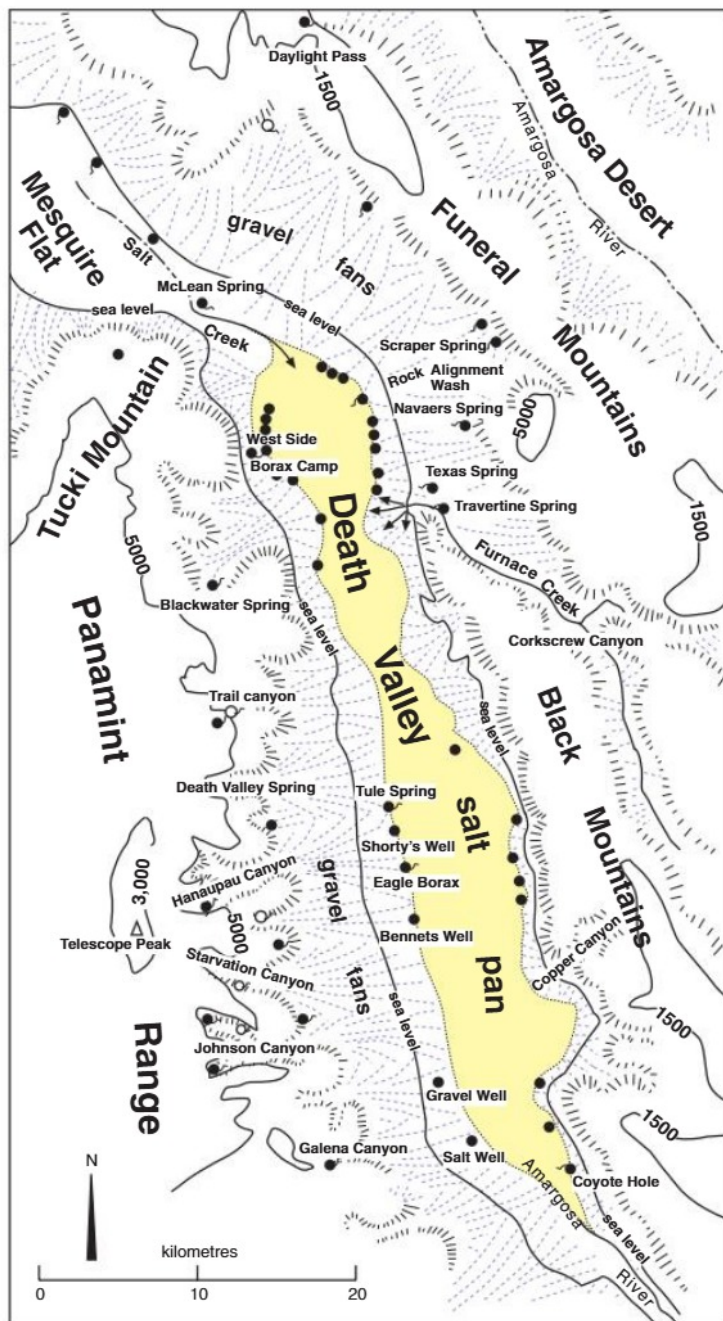 Daylight Pass
1500
Amargosa Desert
Amargosa
River
Mesquire
Flat
Salt
gravel
fans
Funeral
Mountains
McLean Spring
sea level
sea level
Creek
Scraper Spring
Rock Alignment
Wash
Navaers Spring
5000
Tucki Mountain
West Side
Borax Camp
Texas Spring
Travertine Spring
1500
5000
Death
Valley
salt
pan
Furnace Creek
Blackwater Spring
sea level
Corkscrew Canyon
Panamint
Range
Trail canyon
sea level
Black
Mountains
Death Valley Spring
Tule Spring
Shorty's Well
3,000
Hanaupau Canyon
gravel
fans
Eagle Borax
5000
Telescope Peak
Bennets Well
Starvation Canyon
Copper Canyon
sea level
1500
Johnson Canyon
Gravel Well
1500
Galena Canyon
Salt Well
Coyote Hole
Amargosa
River
sea level
N
kilometres
0
10
20